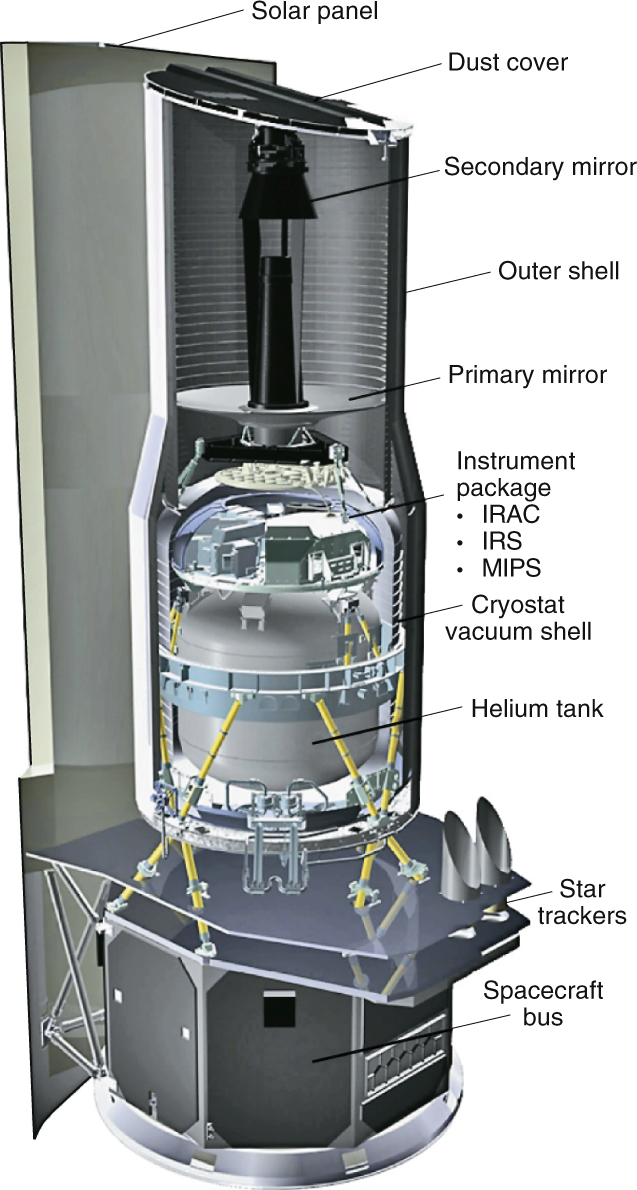 Solar panel
Dust cover
Secondary mirror
Outer shell
Primary mirror
Instrument
package
• IRAC
• IRS
• MIPS
Cryostat
vacuum shell
Helium tank
Star
trackers
Spacecraft
bus